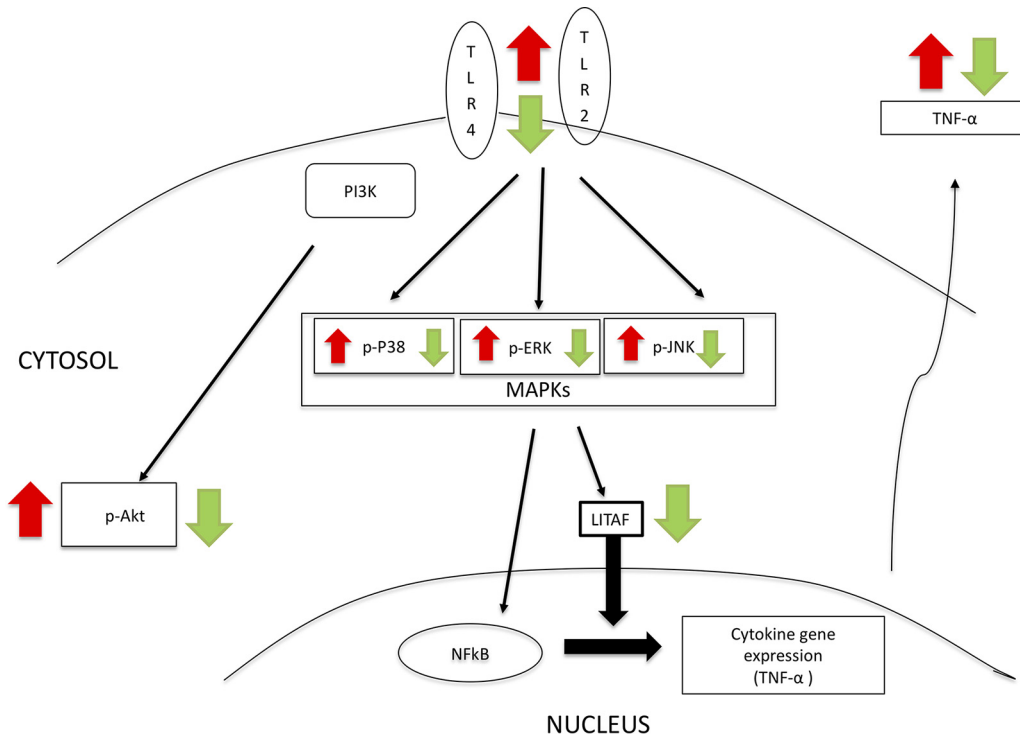 T
L
R
4
T
L
R
2
TNF-α
PI3K
CYTOSOL
p-P38
p-ERK
p-JNK
MAPKs
p-Akt
LITAF
NFkB
Cytokine gene
expression
(TNF-α )
NUCLEUS